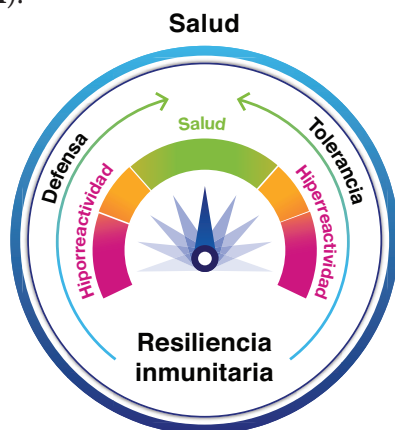 Salud
Salud
Defensa
Tolerancia
Hiporreactividad
Hiperreactividad
Resiliencia
inmunitaria